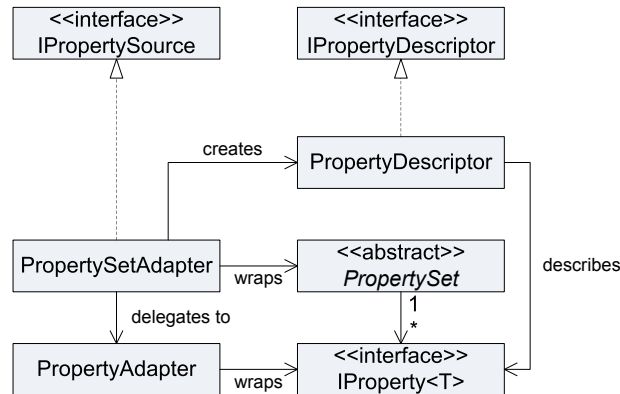 <<interface>>
IPropertySource
<<interface>>
IPropertyDescriptor
creates
PropertyDescriptor
PropertySetAdapter
wraps
<<abstract>>
PropertySet
describes
delegates to
1
*
PropertyAdapter
wraps
<<interface>>
IProperty<T>